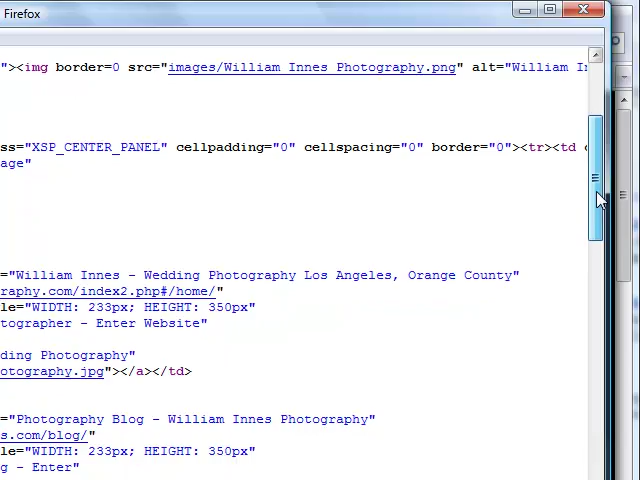 Firefox
"><img border=0 src="images/William Innes Photography.png" alt="William In
ss="XSP_CENTER_PANEL" cellpadding="0" cellspacing="0" border="0"><tr><td c
age"
="William Innes - Wedding Photography Los Angeles, Orange County"
raphy.com/index2.php#/home/"
le="WIDTH: 233px; HEIGHT: 350px"
tographer - Enter Website"
ding Photography"
otography.jpg"></a></td>
="Photography Blog - William Innes Photography"
s.com/blog/"
le="WIDTH: 233px; HEIGHT: 350px"
g - Enter"